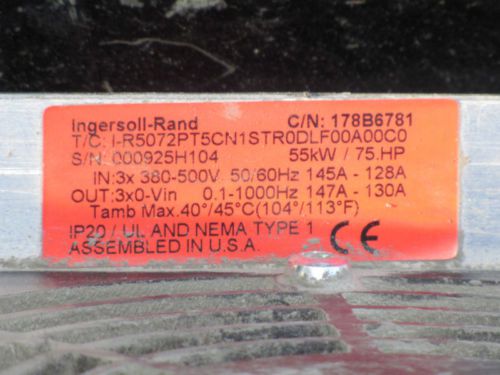 Ingersoll-Rand C/N: 178B6781
T/C: I-R5072PT5CN1STR0DLF00A00C0
S/N: 000925H104 55kW / 75.HP
IN: 3x 380-500V 50/60Hz 145A - 128A
OUT: 3x0-Vin 0.1-1000Hz 147A - 130A
Tamb Max.40°/45°C(104°/113°F)
IP20 / UL AND NEMA TYPE 1 CE
ASSEMBLED IN U.S.A.